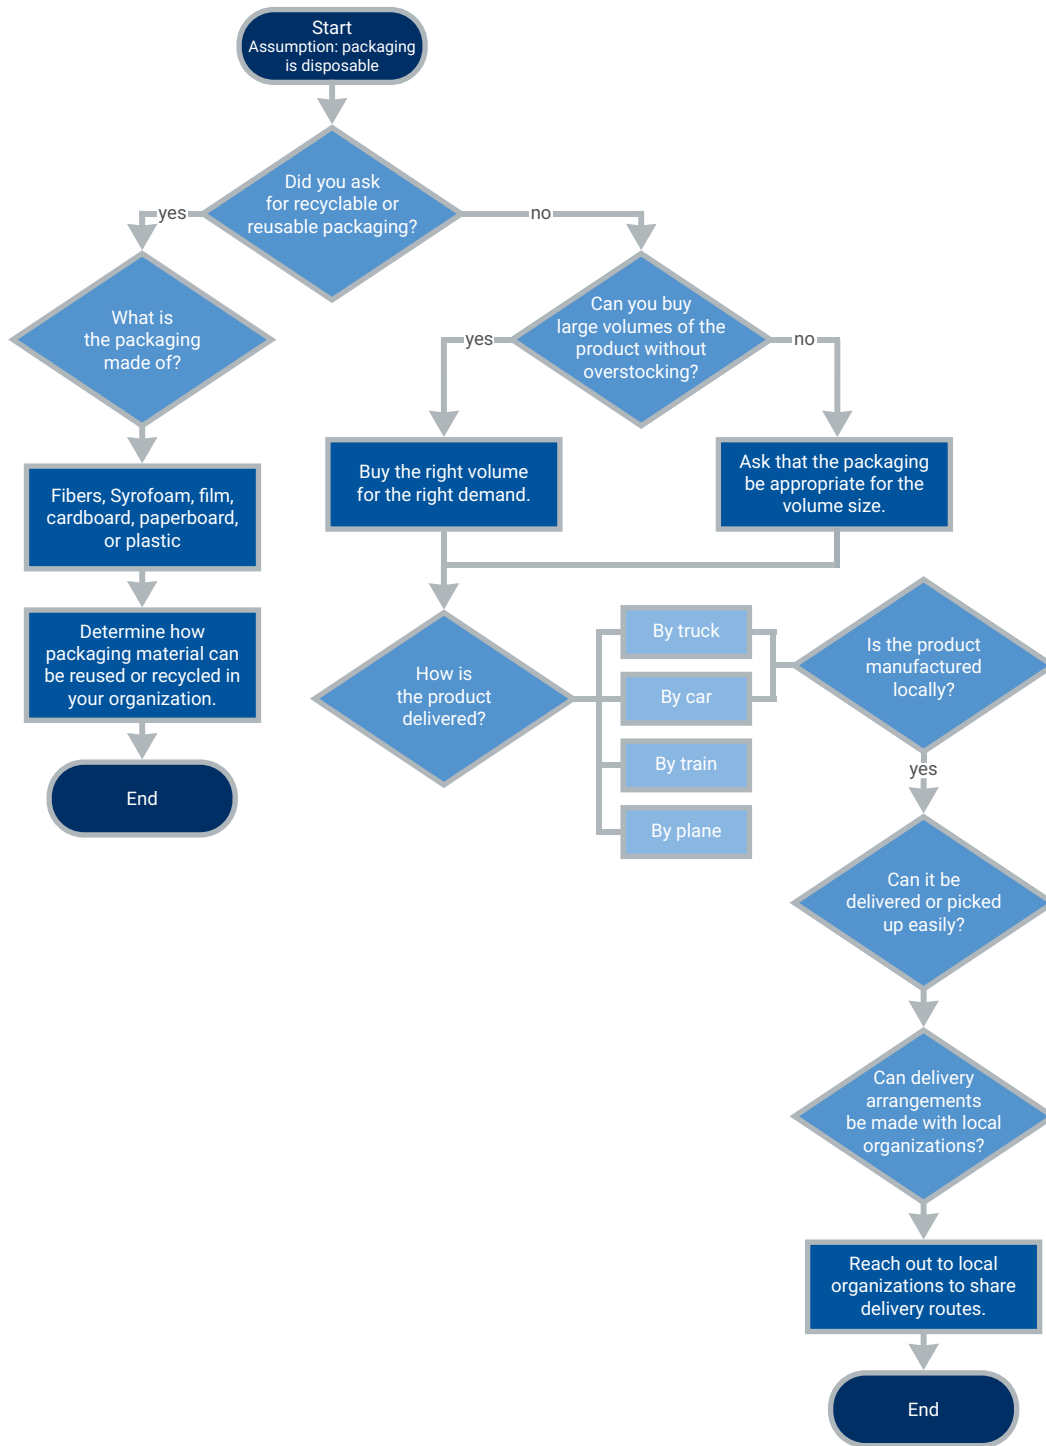 Start
Assumption: packaging
is disposable
Did you ask
for recyclable or
reusable packaging?
yes
no
What is
the packaging
made of?
Can you buy
large volumes of the
product without
overstocking?
yes
no
Fibers, Syrofoam, film,
cardboard, paperboard,
or plastic
Buy the right volume
for the right demand.
Ask that the packaging
be appropriate for the
volume size.
Determine how
packaging material can
be reused or recycled in
your organization.
End
How is
the product
delivered?
By truck
By car
By train
By plane
Is the product
manufactured
locally?
yes
Can it be
delivered or picked
up easily?
Can delivery
arrangements
be made with local
organizations?
Reach out to local
organizations to share
delivery routes.
End